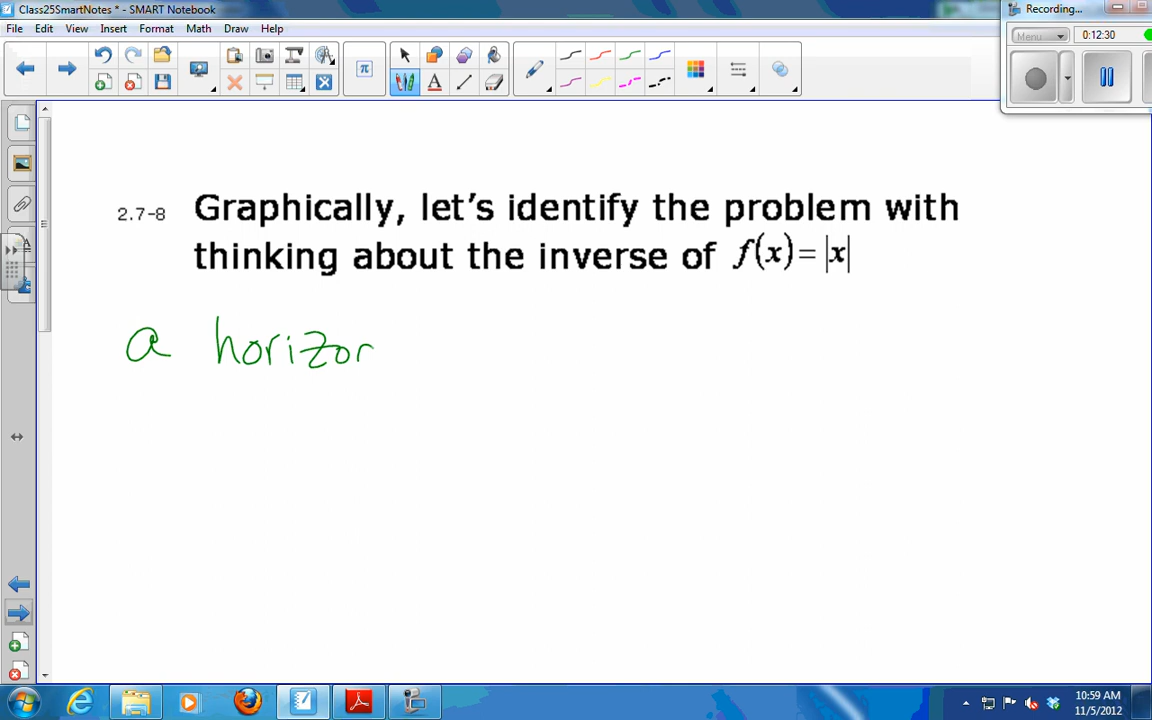 Class25SmartNotes * - SMART Notebook
Recording...
File Edit View Insert Format Math Draw Help
Menu
0:12:30
π
A
2.7-8 Graphically, let's identify the problem with
thinking about the inverse of f(x)= |x|
a horizor
10:59 AM
11/5/2012